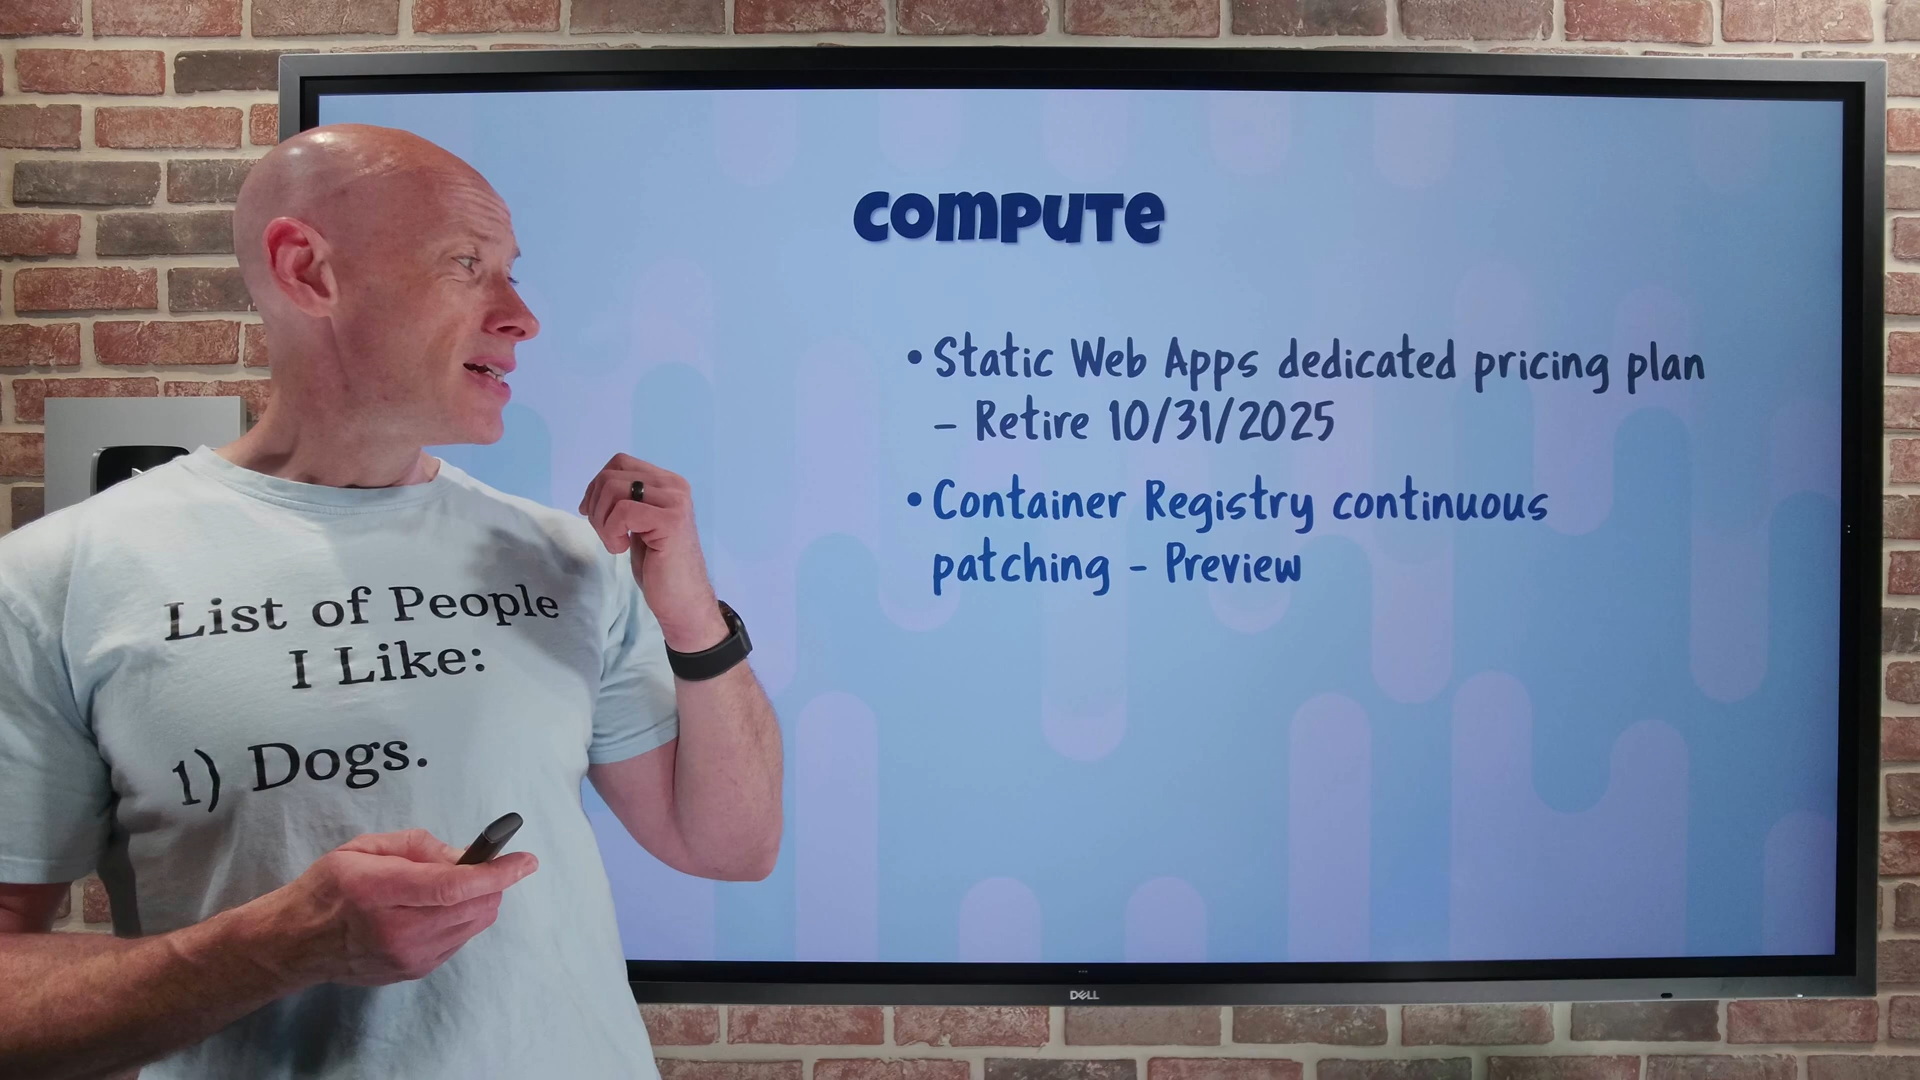 Compute
• Static Web Apps dedicated pricing plan
– Retire 10/31/2025
• Container Registry continuous
patching – Preview
List of People
I Like:
1) Dogs.
DELL